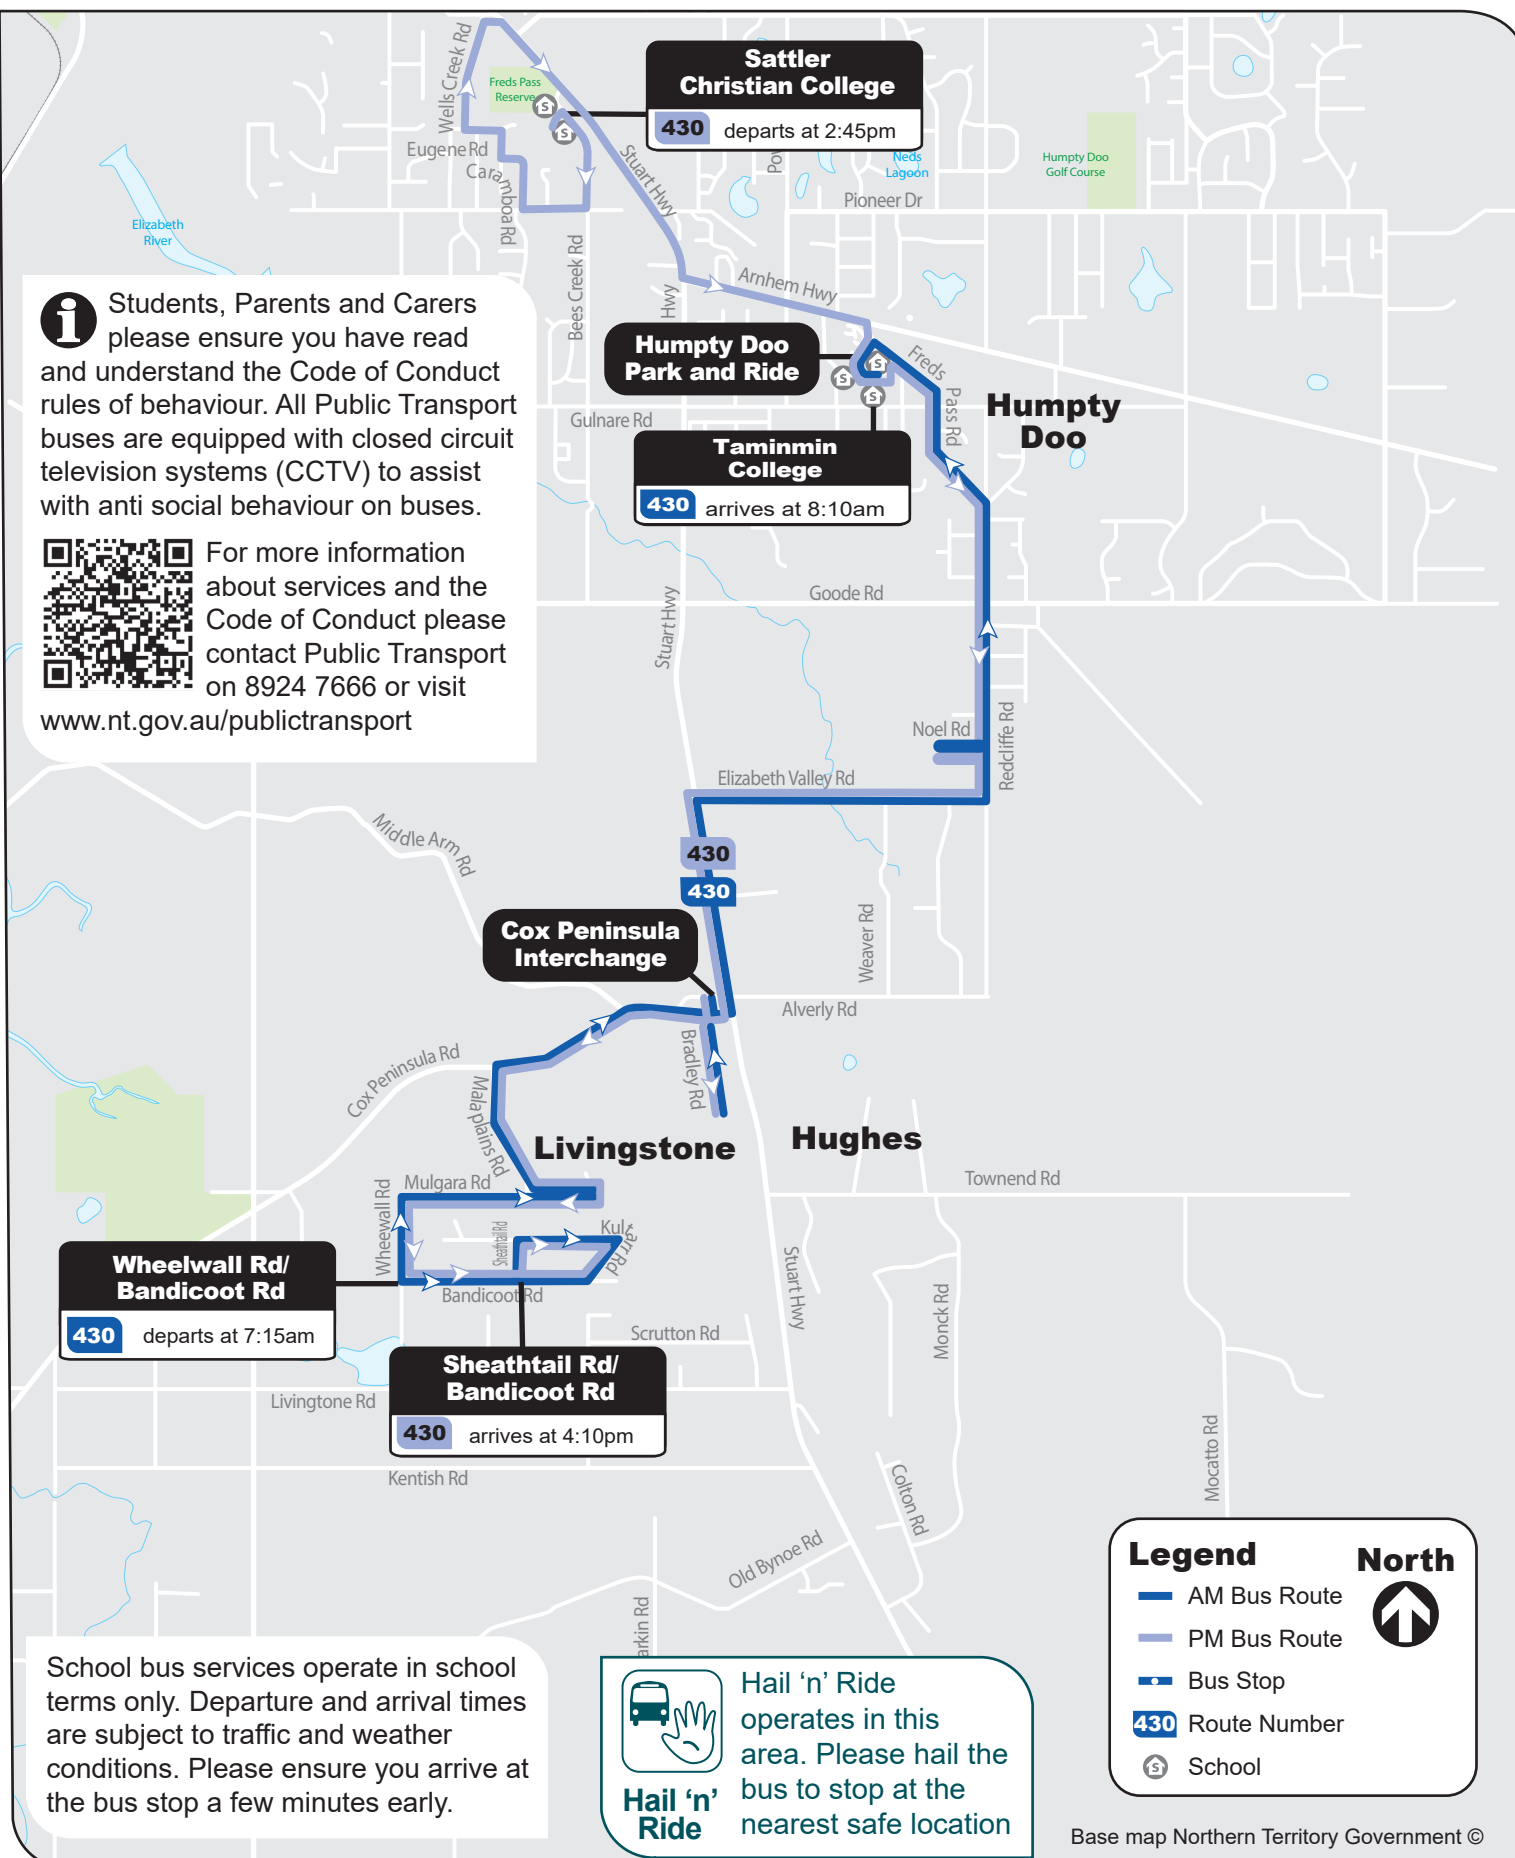 Wells Creek Rd
Freds Pass
Reserve
Sattler
Christian College
430 departs at 2:45pm
Eugene Rd
Caramboa Rd
Stuart Hwy
Neds
Lagoon
Humpty Doo
Golf Course
Pioneer Dr
Elizabeth
River
Bees Creek Rd
Hwy
Arnhem Hwy
Students, Parents and Carers
please ensure you have read
and understand the Code of Conduct
rules of behaviour. All Public Transport
buses are equipped with closed circuit
television systems (CCTV) to assist
with anti social behaviour on buses.
For more information
about services and the
Code of Conduct please
contact Public Transport
on 8924 7666 or visit
www.nt.gov.au/publictransport
Humpty Doo
Park and Ride
Freds
Pass Rd
Humpty
Doo
Gulnare Rd
Taminmin
College
430 arrives at 8:10am
Goode Rd
Stuart Hwy
Noel Rd
Redcliffe Rd
Elizabeth Valley Rd
Middle Arm Rd
430
430
Cox Peninsula
Interchange
Weaver Rd
Alverly Rd
Bradley Rd
Cox Peninsula Rd
Mala plains Rd
Livingstone
Hughes
Townend Rd
Mulgara Rd
Wheewall Rd
Sheathtail Rd
Kultarr Rd
Bandicoot Rd
Wheelwall Rd/
Bandicoot Rd
430 departs at 7:15am
Stuart Hwy
Scrutton Rd
Monck Rd
Sheathtail Rd/
Bandicoot Rd
430 arrives at 4:10pm
Livingtone Rd
Kentish Rd
Mocatto Rd
Colton Rd
Old Bynoe Rd
arkin Rd
Legend
North
AM Bus Route
PM Bus Route
Bus Stop
430 Route Number
S School
School bus services operate in school
terms only. Departure and arrival times
are subject to traffic and weather
conditions. Please ensure you arrive at
the bus stop a few minutes early.
Hail ‘n’
Ride
Hail ‘n’ Ride
operates in this
area. Please hail the
bus to stop at the
nearest safe location
Base map Northern Territory Government ©